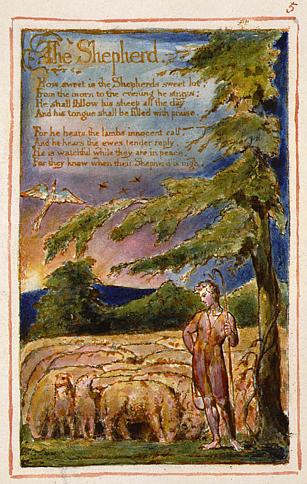 5
The Shepherd.
How sweet is the Shepherds sweet lot,
From the morn to the evening he strays:
He shall follow his sheep all the day
And his tongue shall be filled with praise.
For he hears the lambs innocent call,
And he hears the ewes tender reply.
He is watchful while they are in peace,
For they know when their Shepherd is nigh.